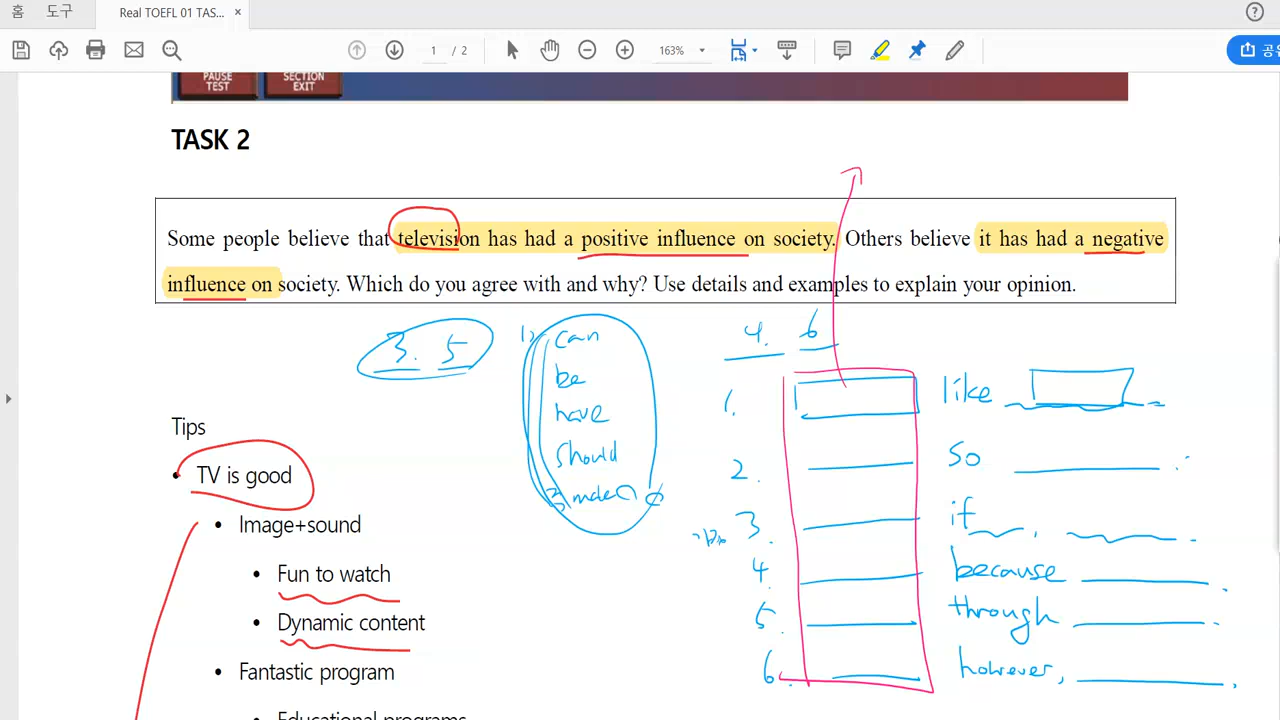 홈 도구 Real TOEFL 01 TAS... ×
1 / 2 163%
PAUSE TEST SECTION EXIT
TASK 2
Some people believe that television has had a positive influence on society. Others believe it has had a negative
influence on society. Which do you agree with and why? Use details and examples to explain your opinion.
3. 5
1)
can
be
have
should
make
4. 6
1. like
2. so
3. if ,
4. because
5. through
6. however,
Tips
• TV is good
• Image+sound
• Fun to watch
• Dynamic content
• Fantastic program
Educational programs